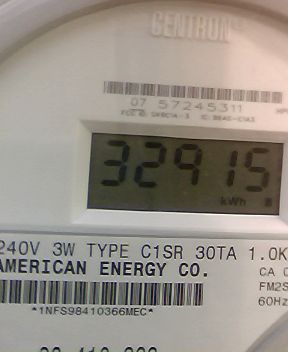 CENTRON
07 57245311
32915
kWh
240V 3W TYPE C1SR 30TA 1.0K
AMERICAN ENERGY CO.
CA 0
FM2S
60Hz
*1NFS98410366MEC*